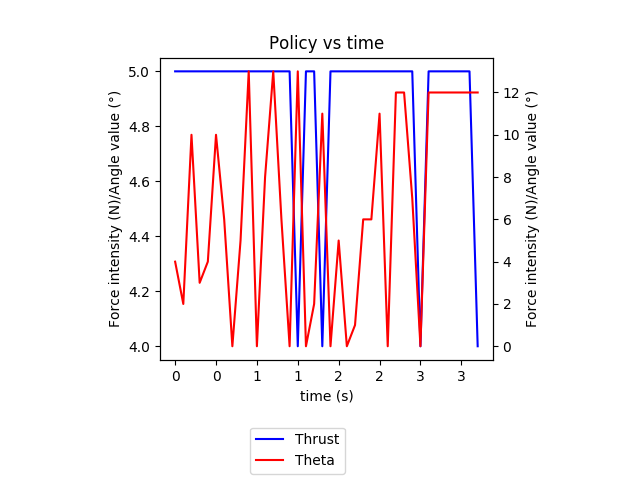 Policy vs time
5.0
4.8
4.6
4.4
4.2
4.0
Force intensity (N)/Angle value (°)
12
10
8
6
4
2
0
Force intensity (N)/Angle value (°)
0 0 1 1 2 2 3 3
time (s)
Thrust
Theta